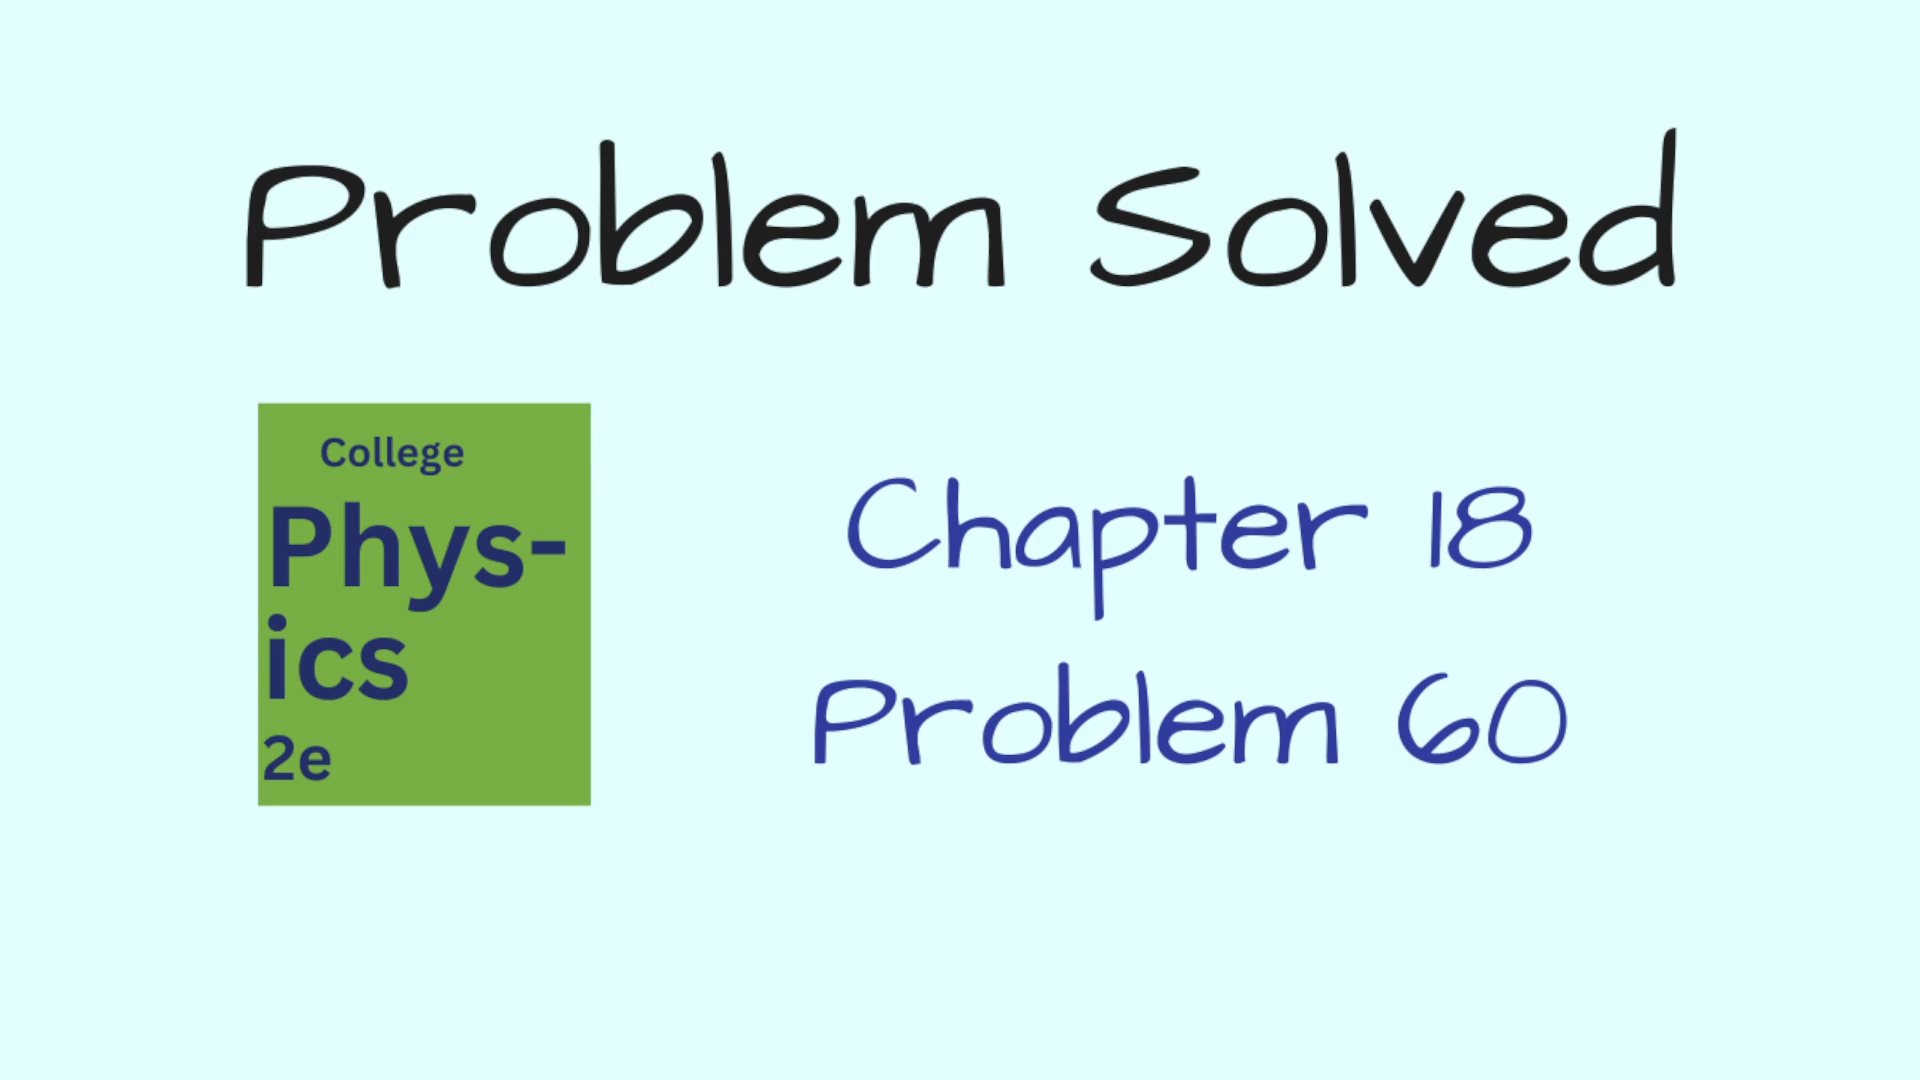 Problem Solved
College
Phys-
ics
2e
Chapter 18
Problem 60